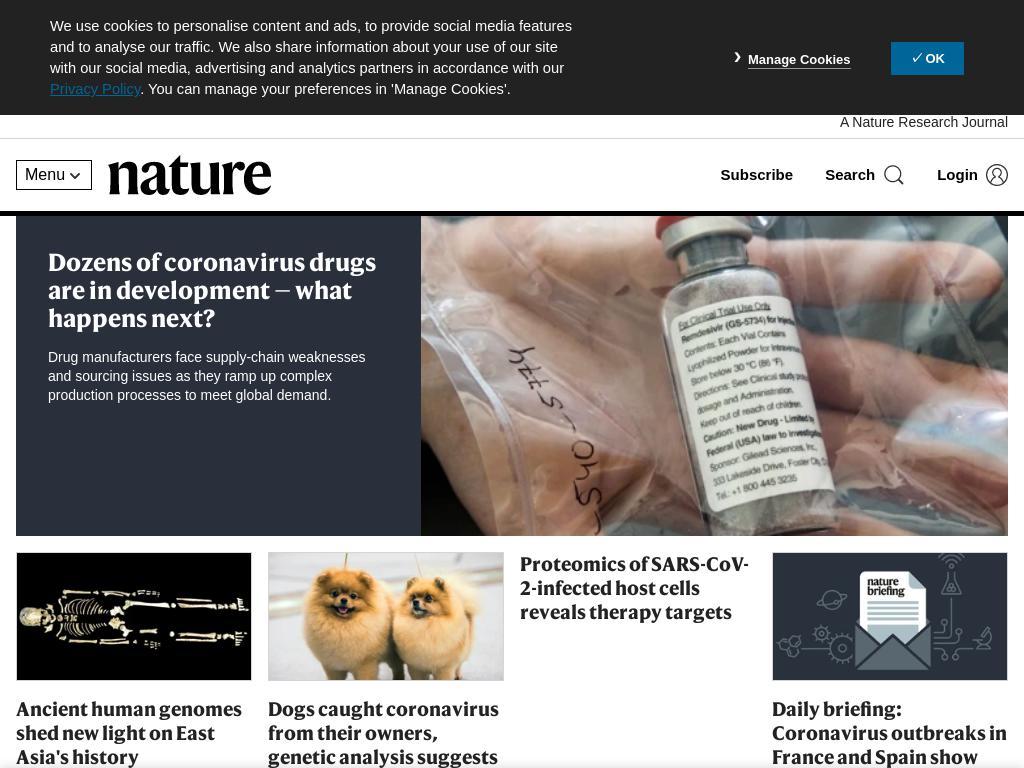 We use cookies to personalise content and ads, to provide social media features
and to analyse our traffic. We also share information about your use of our site
with our social media, advertising and analytics partners in accordance with our
Privacy Policy. You can manage your preferences in 'Manage Cookies'.
Manage Cookies
✓ OK
A Nature Research Journal
Menu
nature
Subscribe
Search
Login
Dozens of coronavirus drugs
are in development — what
happens next?
Drug manufacturers face supply-chain weaknesses
and sourcing issues as they ramp up complex
production processes to meet global demand.
For Clinical Trial Use Only
Remdesivir (GS-5734) for
Contents: Each Vial Contains
Lyophilized Powder for
Store below 30 °C (86 °F).
Directions: See Clinical study
dosage and Administration.
Keep out of reach of children.
Caution: New Drug - Limited by
Federal (USA) law to
Sponsor: Gilead Sciences, Inc.
333 Lakeside Drive, Foster
Tel.: +1 800 445 3235
Proteomics of SARS-CoV-
2-infected host cells
reveals therapy targets
nature
briefing
Ancient human genomes
shed new light on East
Asia's history
Dogs caught coronavirus
from their owners,
genetic analysis suggests
Daily briefing:
Coronavirus outbreaks in
France and Spain show